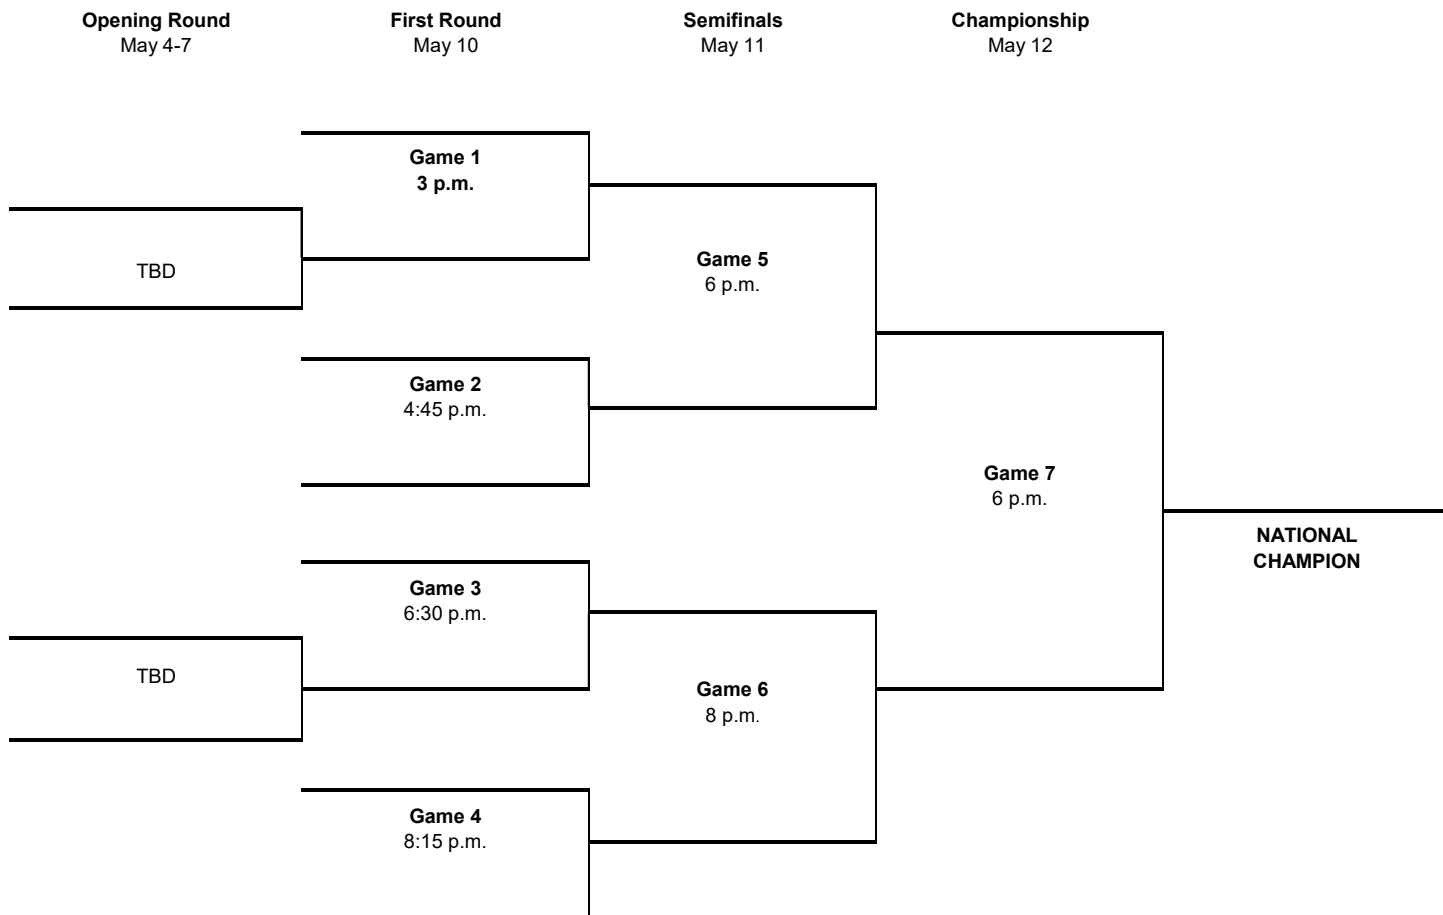 Opening Round
May 4-7
First Round
May 10
Semifinals
May 11
Championship
May 12
Game 1
3 p.m.
TBD
Game 5
6 p.m.
Game 2
4:45 p.m.
Game 7
6 p.m.
NATIONAL
CHAMPION
Game 3
6:30 p.m.
TBD
Game 6
8 p.m.
Game 4
8:15 p.m.